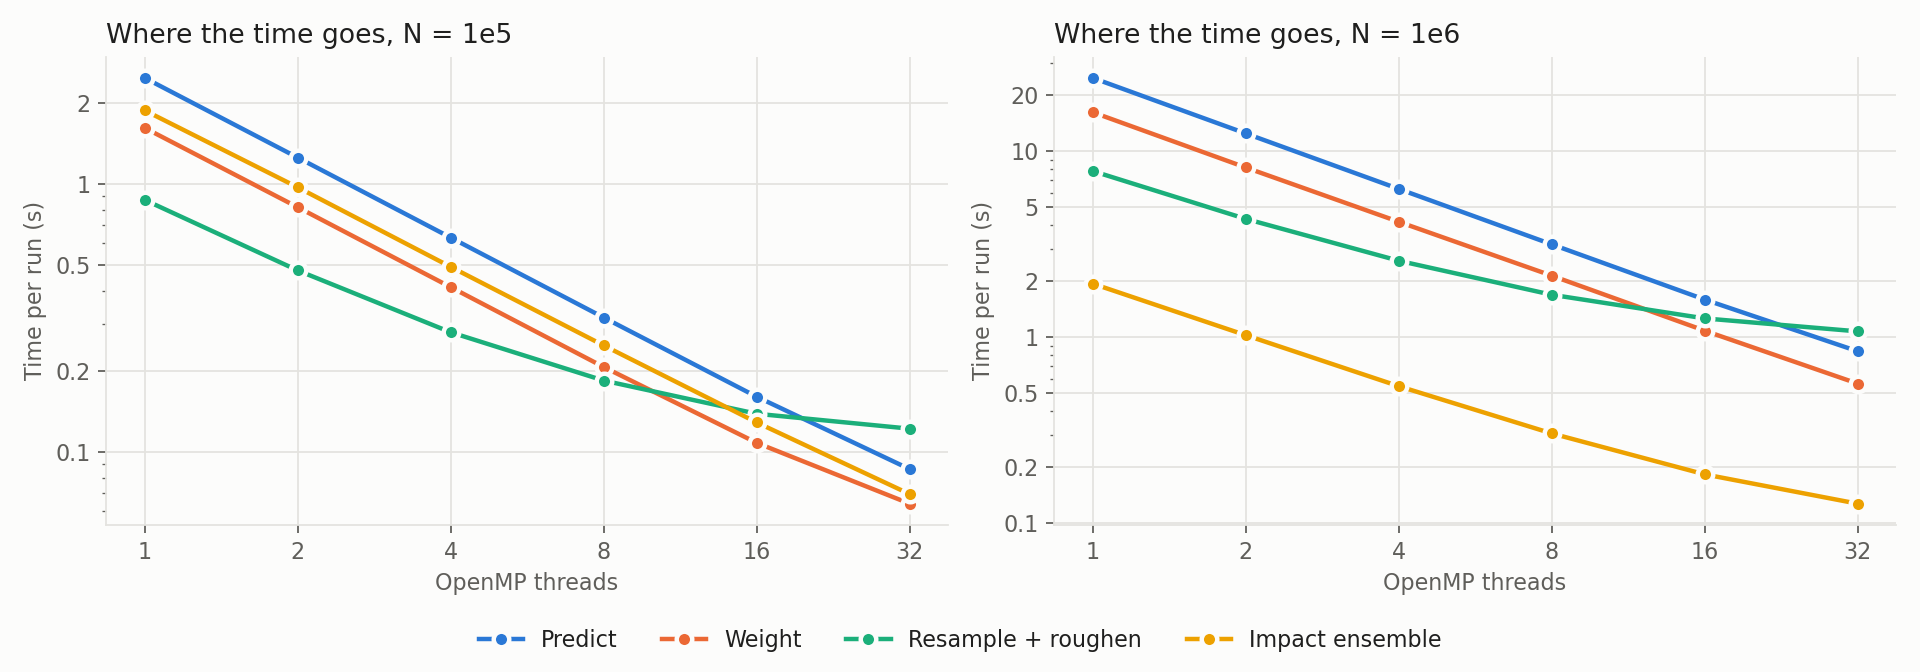 Where the time goes, N = 1e5
Time per run (s)
2
1
0.5
0.2
0.1
1 2 4 8 16 32
OpenMP threads
Where the time goes, N = 1e6
Time per run (s)
20
10
5
2
1
0.5
0.2
0.1
1 2 4 8 16 32
OpenMP threads
Predict Weight Resample + roughen Impact ensemble